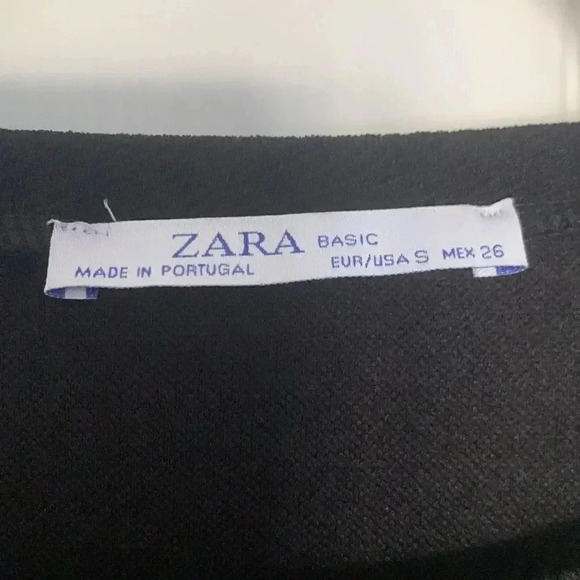 ZARA BASIC
MADE IN PORTUGAL EUR/USA S MEX 26